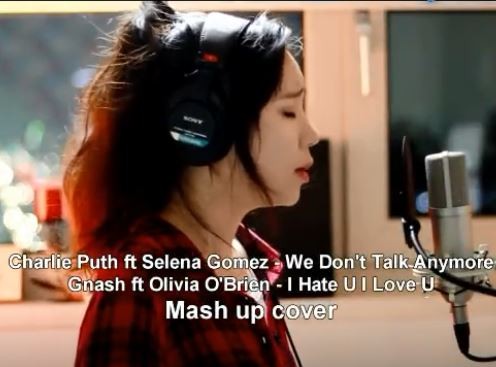 SONY
Charlie Puth ft Selena Gomez - We Don't Talk Anymore
Gnash ft Olivia O'Brien - I Hate U I Love U
Mash up cover